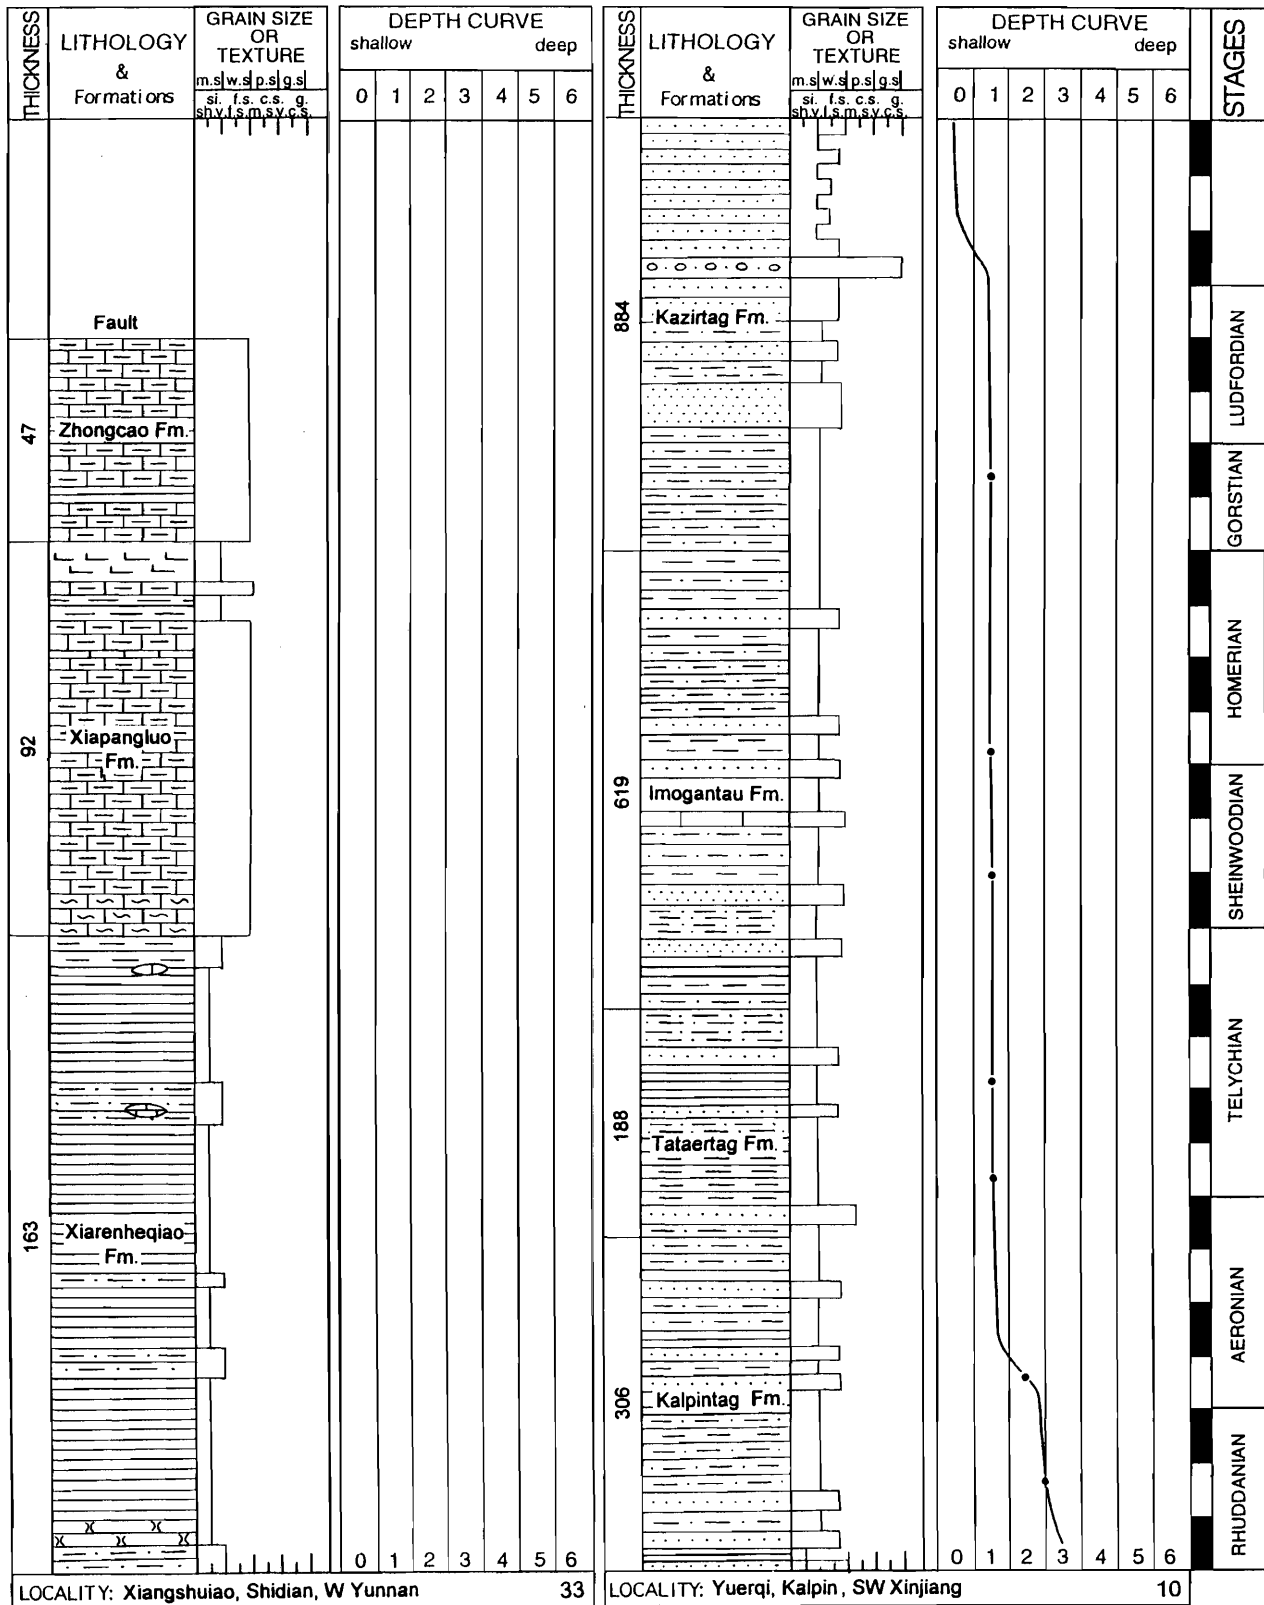 THICKNESS
LITHOLOGY
&
Formations
GRAIN SIZE
OR
TEXTURE
m.s w.s p.s g.s
si. f.s. c.s. g.
sh.v.f.s.m.s.v.c.s.
DEPTH CURVE
shallow deep
0 1 2 3 4 5 6
Fault
47
Zhongcao Fm.
92
Xiapangluo
Fm.
163
Xiarenheqiao
Fm.
0 1 2 3 4 5 6
LOCALITY: Xiangshuiao, Shidian, W Yunnan 33
THICKNESS
LITHOLOGY
&
Formations
GRAIN SIZE
OR
TEXTURE
m.s w.s p.s g.s
si. f.s. c.s. g.
sh.v.f.s.m.s.v.c.s.
DEPTH CURVE
shallow deep
0 1 2 3 4 5 6
STAGES
884
Kazirtag Fm.
619
Imogantau Fm.
188
Tataertag Fm.
306
Kalpintag Fm.
LUDFORDIAN
GORSTIAN
HOMERIAN
SHEINWOODIAN
TELYCHIAN
AERONIAN
RHUDDANIAN
0 1 2 3 4 5 6
LOCALITY: Yuerqi, Kalpin, SW Xinjiang 10